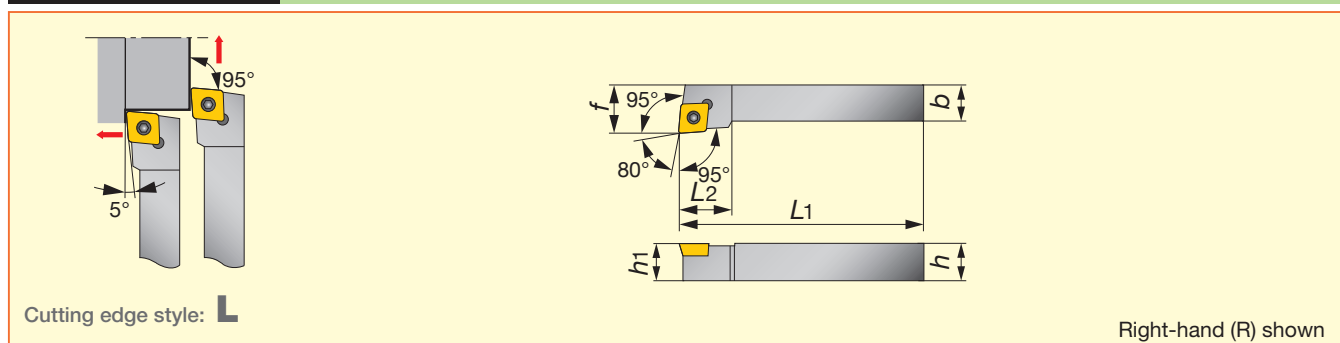 95°
5°
Cutting edge style: L
f
95°
80°
95°
L2
L1
b
h1
h
Right-hand (R) shown